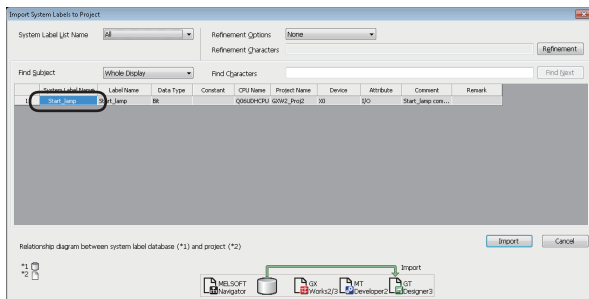 Import System Labels to Project
System Label List Name All Refinement Options None
Refinement Characters Refinement
Find Subject Whole Display Find Characters Find Next
System Label Name Label Name Data Type Constant CPU Name Project Name Device Attribute Comment Remark
1 Start_lamp Start_lamp Bit Q06UDHCPU GXW2_Proj2 X0 I/O Start_lamp com...
Import Cancel
Relationship diagram between system label database (*1) and project (*2)
*1
*2
Import
MELSOFT Navigator
GX Works2/3
MT Developer2
GT Designer3